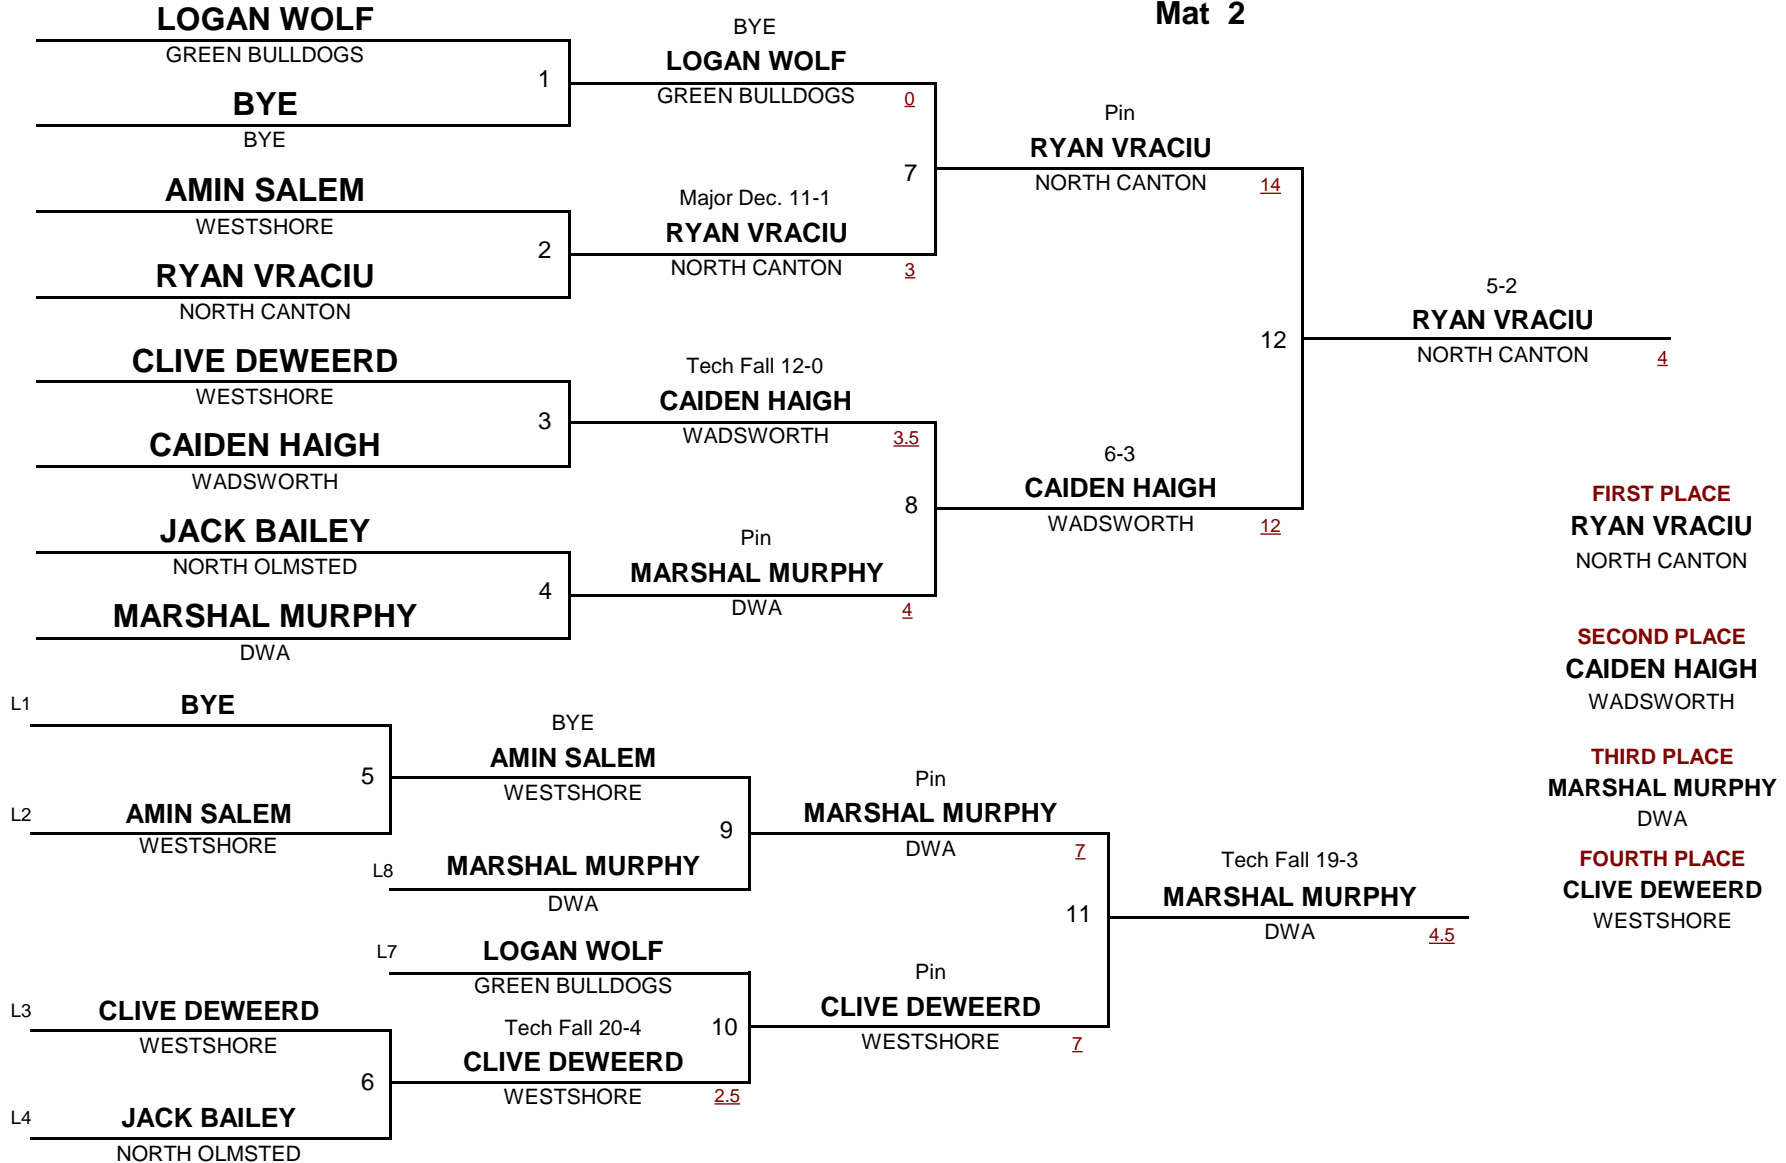 Mat 2
LOGAN WOLF
GREEN BULLDOGS
1
BYE
BYE
AMIN SALEM
WESTSHORE
2
RYAN VRACIU
NORTH CANTON
CLIVE DEWEERD
WESTSHORE
3
CAIDEN HAIGH
WADSWORTH
JACK BAILEY
NORTH OLMSTED
4
MARSHAL MURPHY
DWA
BYE
LOGAN WOLF
GREEN BULLDOGS 0
7
Major Dec. 11-1
RYAN VRACIU
NORTH CANTON 3
Tech Fall 12-0
CAIDEN HAIGH
WADSWORTH 3.5
8
Pin
MARSHAL MURPHY
DWA 4
Pin
RYAN VRACIU
NORTH CANTON 14
12
6-3
CAIDEN HAIGH
WADSWORTH 12
5-2
RYAN VRACIU
NORTH CANTON 4
L1 BYE
5
L2 AMIN SALEM
WESTSHORE
L3 CLIVE DEWEERD
WESTSHORE
6
L4 JACK BAILEY
NORTH OLMSTED
BYE
AMIN SALEM
WESTSHORE
9
L8 MARSHAL MURPHY
DWA
L7 LOGAN WOLF
GREEN BULLDOGS
10
Tech Fall 20-4
CLIVE DEWEERD
WESTSHORE 2.5
Pin
MARSHAL MURPHY
DWA 7
11
Pin
CLIVE DEWEERD
WESTSHORE 7
Tech Fall 19-3
MARSHAL MURPHY
DWA 4.5
FIRST PLACE
RYAN VRACIU
NORTH CANTON
SECOND PLACE
CAIDEN HAIGH
WADSWORTH
THIRD PLACE
MARSHAL MURPHY
DWA
FOURTH PLACE
CLIVE DEWEERD
WESTSHORE